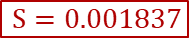 S = 0.001837